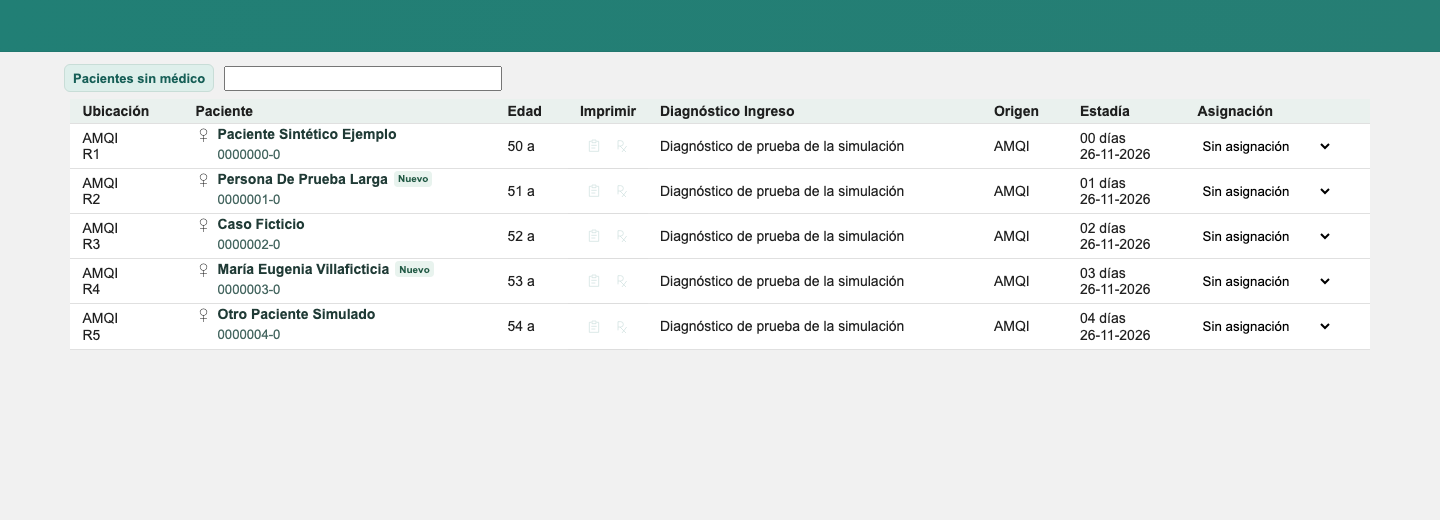 Pacientes sin médico
Ubicación Paciente Edad Imprimir Diagnóstico Ingreso Origen Estadía Asignación
AMQI R1 Paciente Sintético Ejemplo 0000000-0 50 a Diagnóstico de prueba de la simulación AMQI 00 días 26-11-2026 Sin asignación
AMQI R2 Persona De Prueba Larga Nuevo 0000001-0 51 a Diagnóstico de prueba de la simulación AMQI 01 días 26-11-2026 Sin asignación
AMQI R3 Caso Ficticio 0000002-0 52 a Diagnóstico de prueba de la simulación AMQI 02 días 26-11-2026 Sin asignación
AMQI R4 María Eugenia Villaficticia Nuevo 0000003-0 53 a Diagnóstico de prueba de la simulación AMQI 03 días 26-11-2026 Sin asignación
AMQI R5 Otro Paciente Simulado 0000004-0 54 a Diagnóstico de prueba de la simulación AMQI 04 días 26-11-2026 Sin asignación